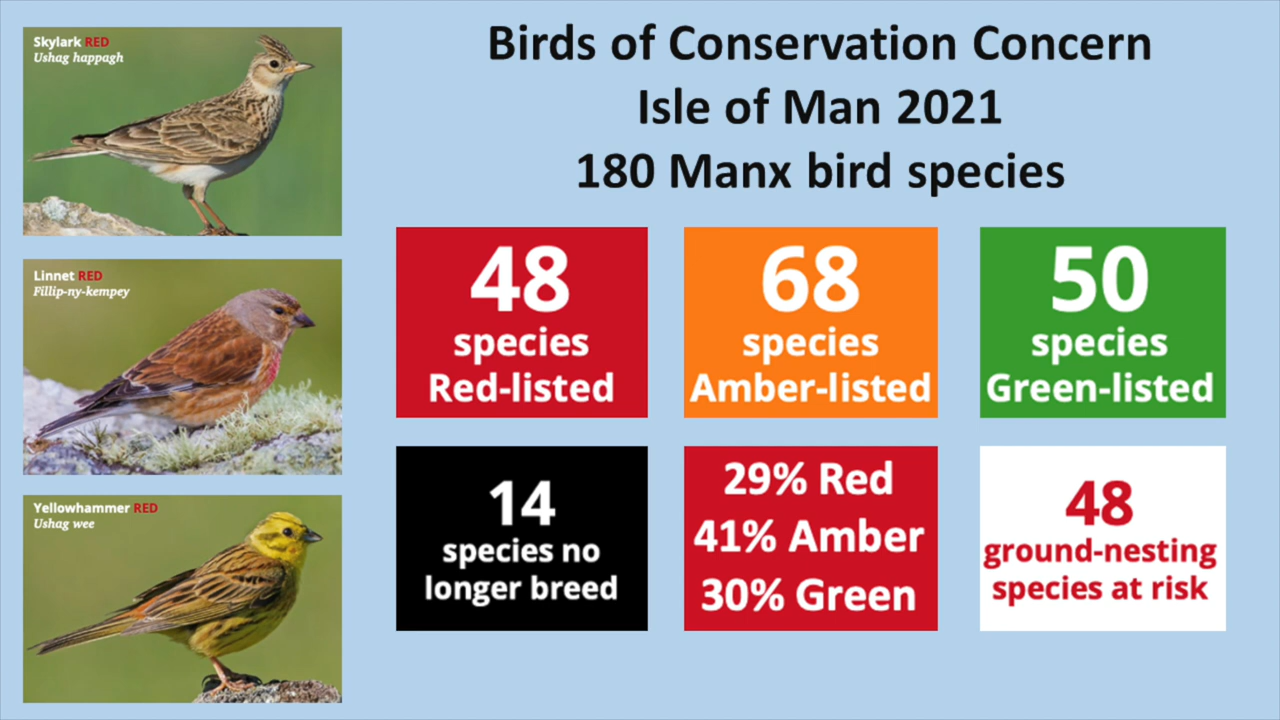 Birds of Conservation Concern
Isle of Man 2021
180 Manx bird species
Skylark RED
Ushag happagh
Linnet RED
Fillip-ny-kempey
Yellowhammer RED
Ushag wee
48
species
Red-listed
68
species
Amber-listed
50
species
Green-listed
14
species no
longer breed
29% Red
41% Amber
30% Green
48
ground-nesting
species at risk